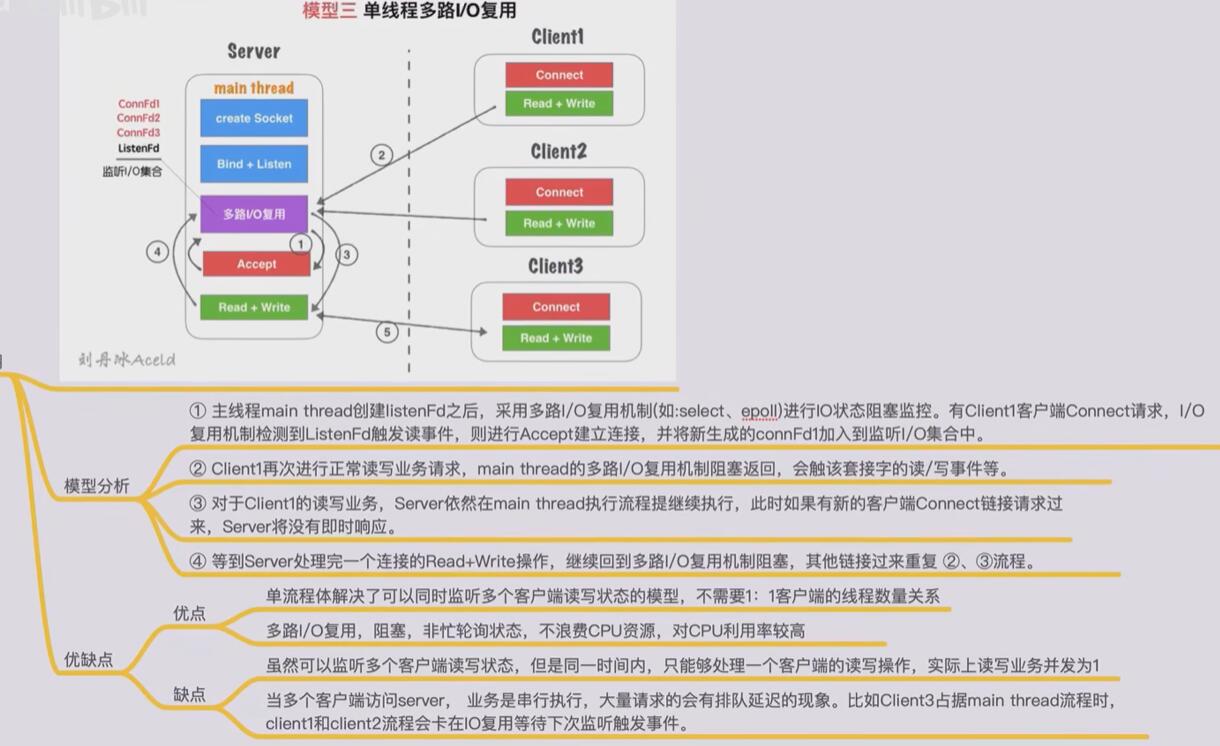 模型三 单线程多路I/O复用
Server
main thread
create Socket
Bind + Listen
多路I/O复用
Accept
Read + Write
ConnFd1
ConnFd2
ConnFd3
ListenFd
监听I/O集合
①
②
③
④
⑤
Client1
Connect
Read + Write
Client2
Connect
Read + Write
Client3
Connect
Read + Write
刘丹冰Aceld
模型分析
① 主线程main thread创建listenFd之后，采用多路I/O复用机制(如:select、epoll)进行IO状态阻塞监控。有Client1客户端Connect请求，I/O
复用机制检测到ListenFd触发读事件，则进行Accept建立连接，并将新生成的connFd1加入到监听I/O集合中。
② Client1再次进行正常读写业务请求，main thread的多路I/O复用机制阻塞返回，会触该套接字的读/写事件等。
③ 对于Client1的读写业务，Server依然在main thread执行流程提继续执行，此时如果有新的客户端Connect链接请求过
来，Server将没有即时响应。
④ 等到Server处理完一个连接的Read+Write操作，继续回到多路I/O复用机制阻塞，其他链接过来重复 ②、③流程。
优缺点
优点
单流程体解决了可以同时监听多个客户端读写状态的模型，不需要1：1客户端的线程数量关系
多路I/O复用，阻塞，非忙轮询状态，不浪费CPU资源，对CPU利用率较高
缺点
虽然可以监听多个客户端读写状态，但是同一时间内，只能够处理一个客户端的读写操作，实际上读写业务并发为1
当多个客户端访问server， 业务是串行执行，大量请求的会有排队延迟的现象。比如Client3占据main thread流程时，
client1和client2流程会卡在IO复用等待下次监听触发事件。